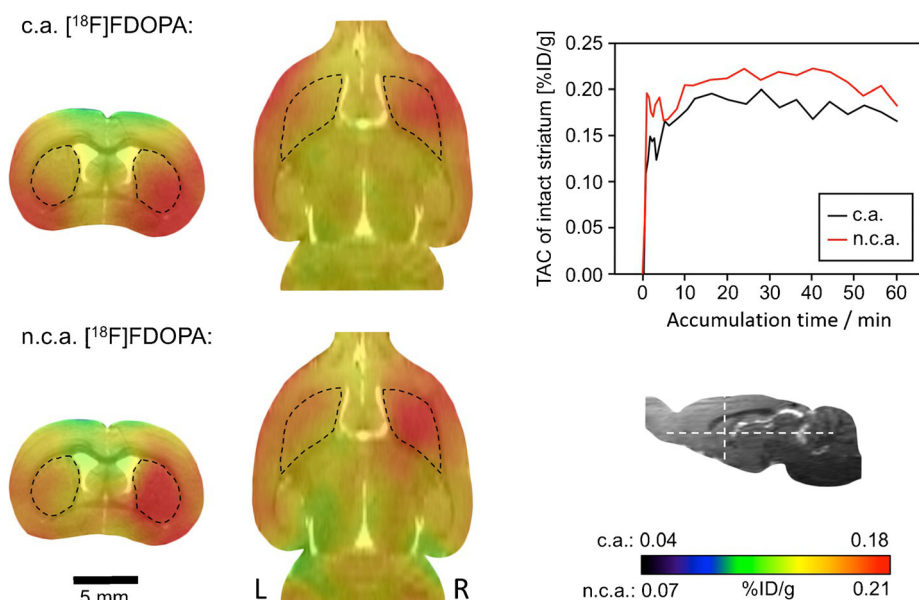 c.a. [¹⁸F]FDOPA:
n.c.a. [¹⁸F]FDOPA:
5 mm
L
R
TAC of intact striatum [%ID/g]
0.25
0.20
0.15
0.10
0.05
0.00
c.a.
n.c.a.
0 10 20 30 40 50 60
Accumulation time / min
c.a.: 0.04 0.18
n.c.a.: 0.07 %ID/g 0.21